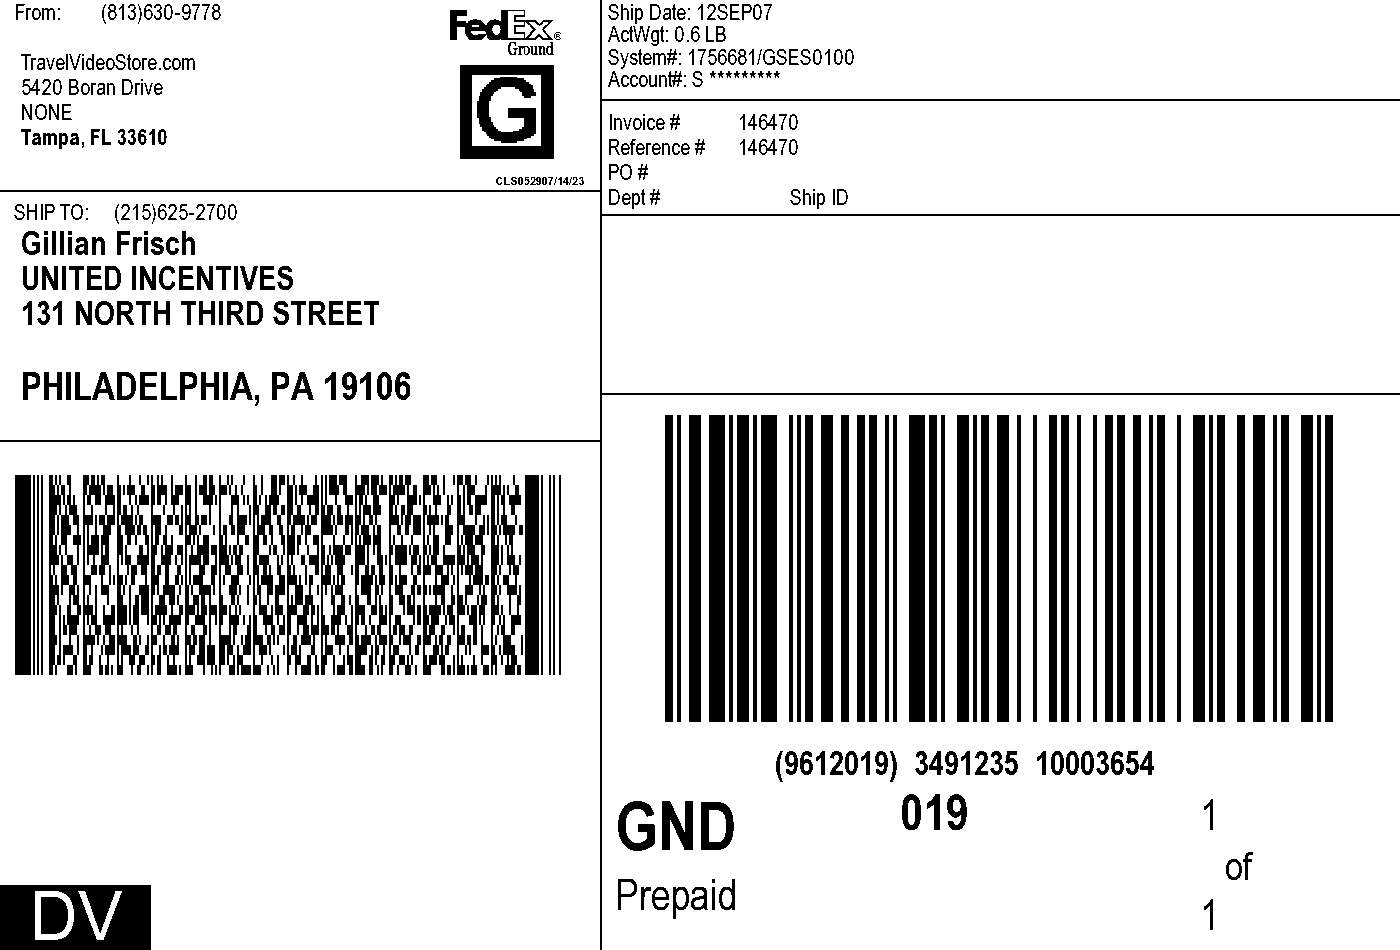 From: (813)630-9778
TravelVideoStore.com
5420 Boran Drive
NONE
Tampa, FL 33610
FedEx®
Ground
G
CLS052907/14/23
Ship Date: 12SEP07
ActWgt: 0.6 LB
System#: 1756681/GSES0100
Account#: S *********
Invoice # 146470
Reference # 146470
PO #
Dept # Ship ID
SHIP TO: (215)625-2700
Gillian Frisch
UNITED INCENTIVES
131 NORTH THIRD STREET
PHILADELPHIA, PA 19106
(9612019) 3491235 10003654
GND 019 1
of
Prepaid 1
DV